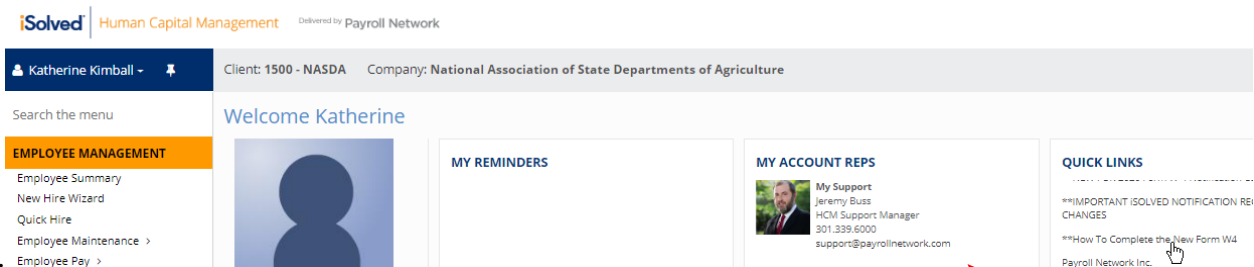 iSolved Human Capital Management Delivered by Payroll Network
Katherine Kimball
Client: 1500 - NASDA Company: National Association of State Departments of Agriculture
Search the menu
Welcome Katherine
EMPLOYEE MANAGEMENT
Employee Summary
New Hire Wizard
Quick Hire
Employee Maintenance >
Employee Pay >
MY REMINDERS
MY ACCOUNT REPS
My Support
Jeremy Buss
HCM Support Manager
301.339.6000
support@payrollnetwork.com
QUICK LINKS
**IMPORTANT iSOLVED NOTIFICATION REG
CHANGES
**How To Complete the New Form W4
Payroll Network Inc.